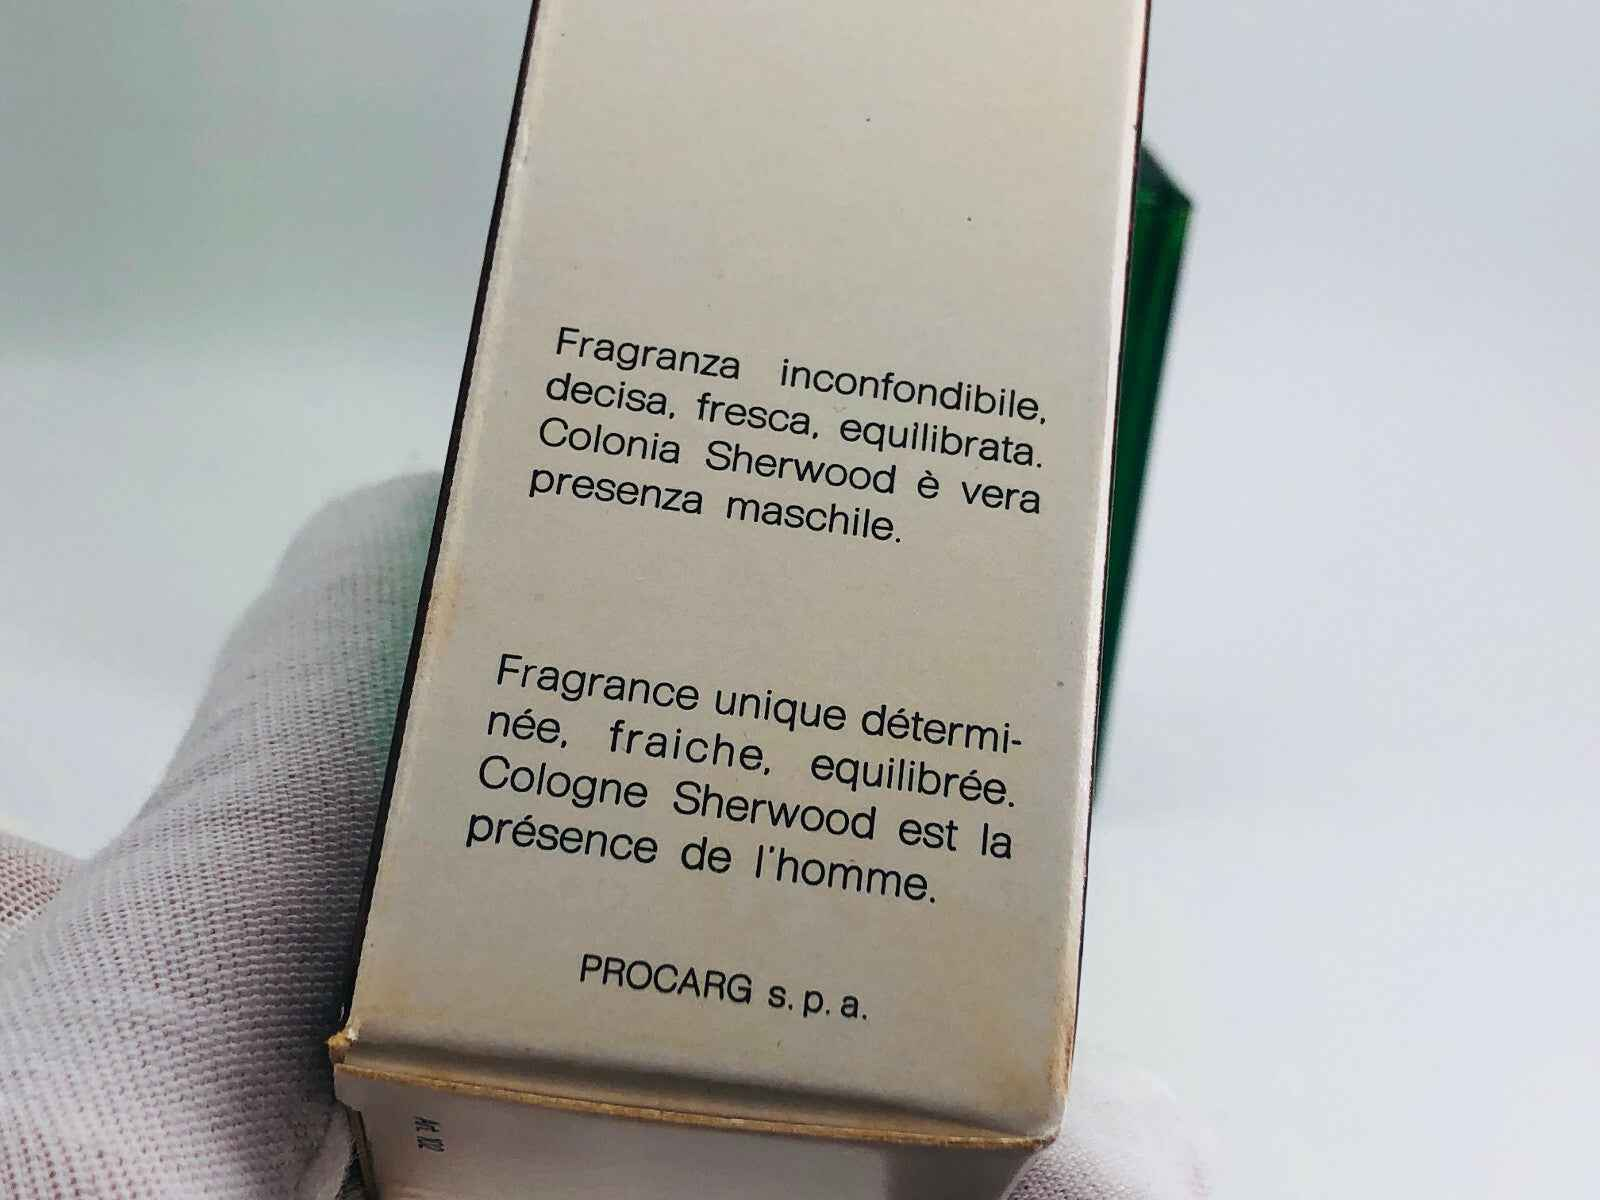 Fragranza inconfondibile,
decisa, fresca, equilibrata.
Colonia Sherwood è vera
presenza maschile.
Fragrance unique détermi-
née, fraiche, equilibrée.
Cologne Sherwood est la
présence de l'homme.
PROCARG s.p.a.
Art.